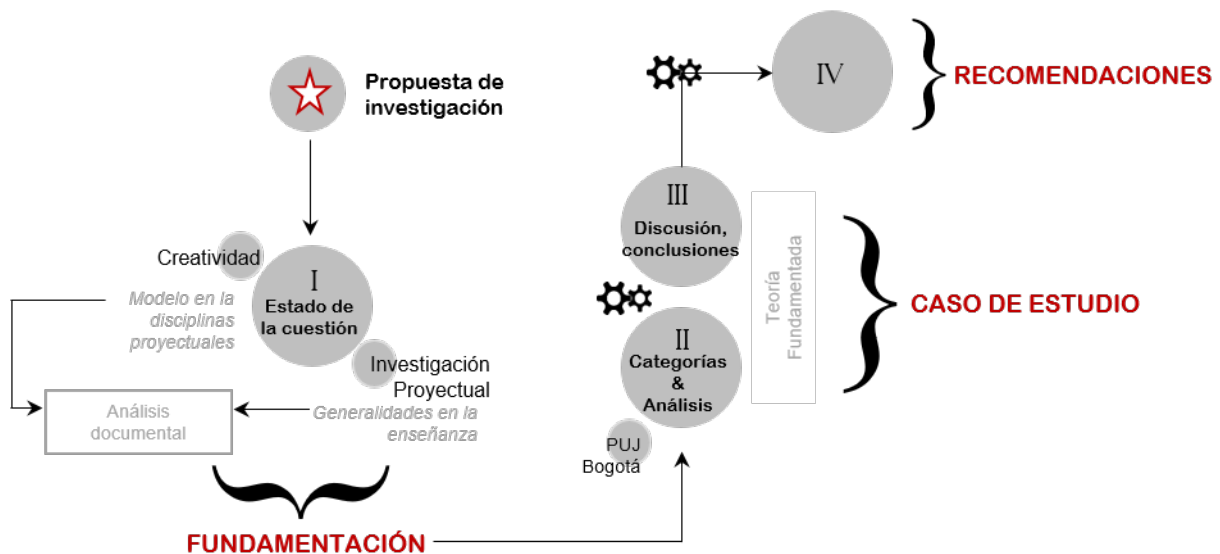 Propuesta de
investigación
Creatividad
Modelo en la
disciplinas
proyectuales
I
Estado de
la cuestión
Investigación
Proyectual
Generalidades en la
enseñanza
Análisis
documental
FUNDAMENTACIÓN
PUJ
Bogotá
II
Categorías
&
Análisis
III
Discusión,
conclusiones
Teoría
Fundamentada
CASO DE ESTUDIO
IV
RECOMENDACIONES